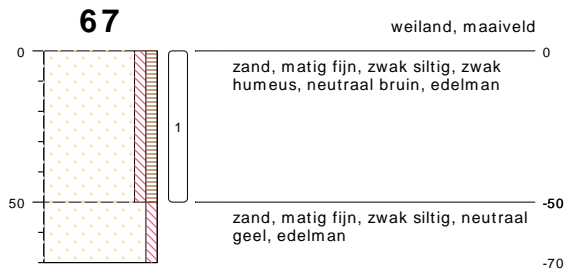 67
weiland, maaiveld
0
0
zand, matig fijn, zwak siltig, zwak
humeus, neutraal bruin, edelman
1
50
-50
zand, matig fijn, zwak siltig, neutraal
geel, edelman
-70